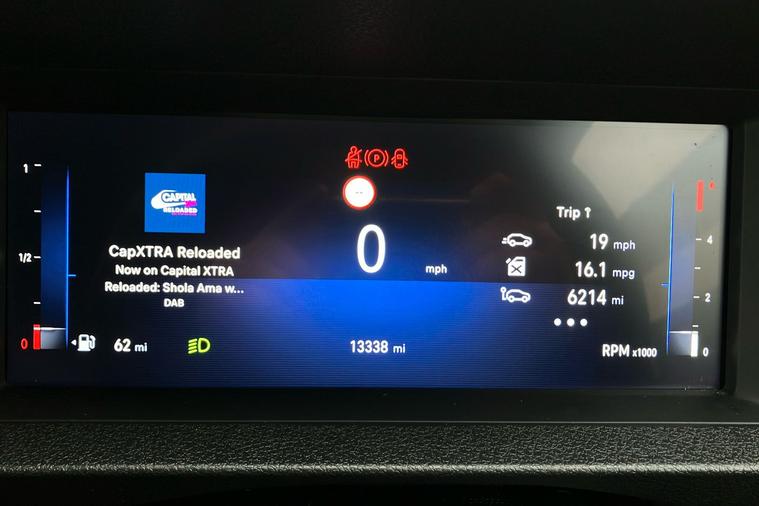 1
1/2
0
CAPITAL
XTRA
RELOADED
CapXTRA Reloaded
Now on Capital XTRA
Reloaded: Shola Ama w...
DAB
62 mi
P
--
0 mph
13338 mi
Trip ↑
19 mph
16.1 mpg
6214 mi
•••
RPM x1000
4
2
0